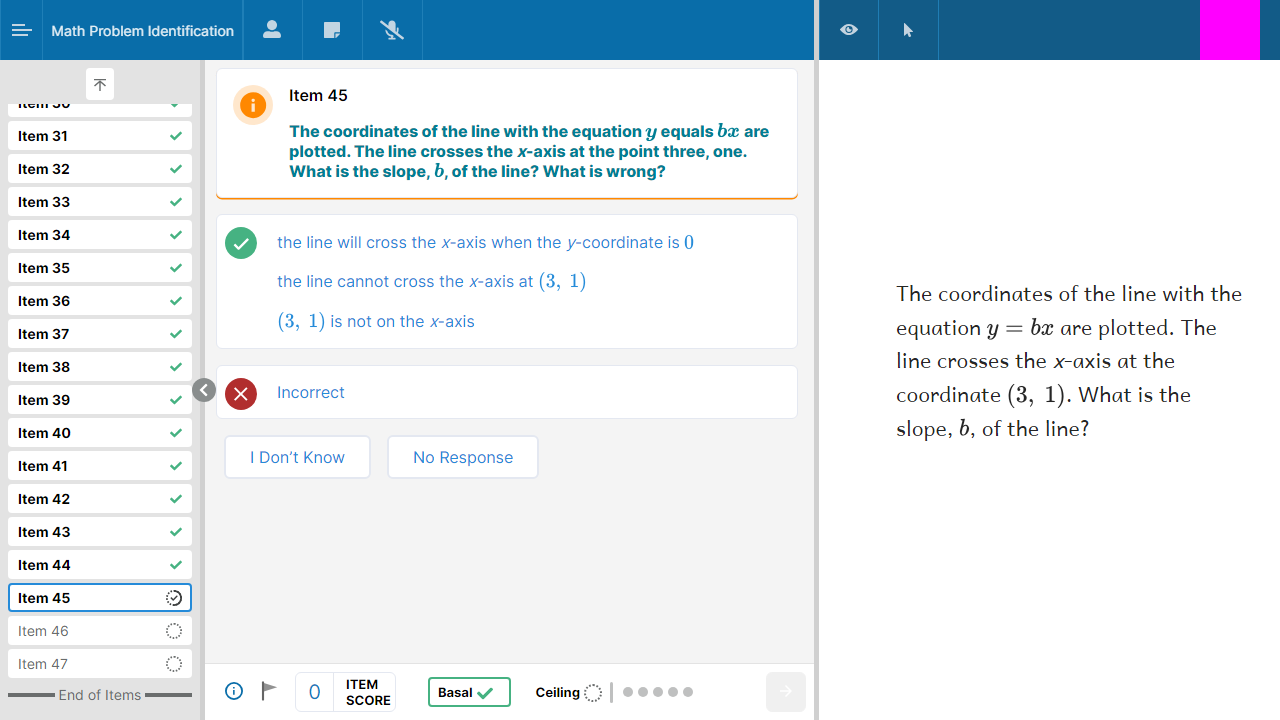 Math Problem Identification
Item 30
Item 31
Item 32
Item 33
Item 34
Item 35
Item 36
Item 37
Item 38
Item 39
Item 40
Item 41
Item 42
Item 43
Item 44
Item 45
Item 46
Item 47
End of Items
Item 45
The coordinates of the line with the equation y equals bx are
plotted. The line crosses the x-axis at the point three, one.
What is the slope, b, of the line? What is wrong?
the line will cross the x-axis when the y-coordinate is 0
the line cannot cross the x-axis at (3, 1)
(3, 1) is not on the x-axis
Incorrect
I Don’t Know
No Response
0
ITEM
SCORE
Basal
Ceiling
The coordinates of the line with the
equation y = bx are plotted. The
line crosses the x-axis at the
coordinate (3, 1). What is the
slope, b, of the line?